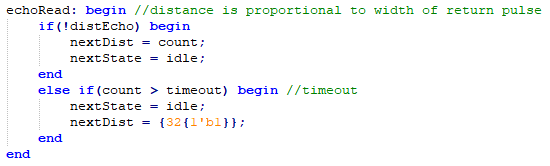 echoRead: begin //distance is proportional to width of return pulse
if(!distEcho) begin
nextDist = count;
nextState = idle;
end
else if(count > timeout) begin //timeout
nextState = idle;
nextDist = {32{1'b1}};
end
end